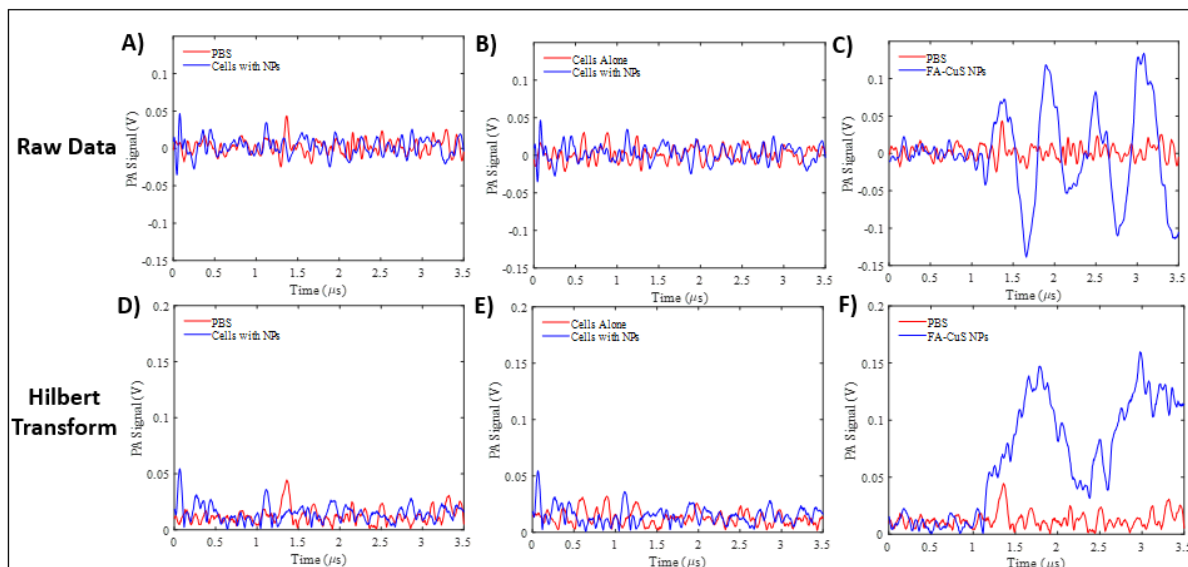 A)
PBS
Cells with NPs
0.1
0.05
0
-0.05
-0.1
-0.15
PA Signal (V)
0 0.5 1 1.5 2 2.5 3 3.5
Time (μs)
B)
Cells Alone
Cells with NPs
0.1
0.05
0
-0.05
-0.1
-0.15
PA Signal (V)
0 0.5 1 1.5 2 2.5 3 3.5
Time (μs)
C)
PBS
FA-CuS NPs
0.1
0.05
0
-0.05
-0.1
-0.15
PA Signal (V)
0 0.5 1 1.5 2 2.5 3 3.5
Time (μs)
Raw Data
D)
PBS
Cells with NPs
0.2
0.15
0.1
0.05
0
PA Signal (V)
0 0.5 1 1.5 2 2.5 3 3.5
Time (μs)
E)
Cells Alone
Cells with NPs
0.2
0.15
0.1
0.05
0
PA Signal (V)
0 0.5 1 1.5 2 2.5 3 3.5
Time (μs)
F)
PBS
FA-CuS NPs
0.2
0.15
0.1
0.05
0
PA Signal (V)
0 0.5 1 1.5 2 2.5 3 3.5
Time (μs)
Hilbert
Transform